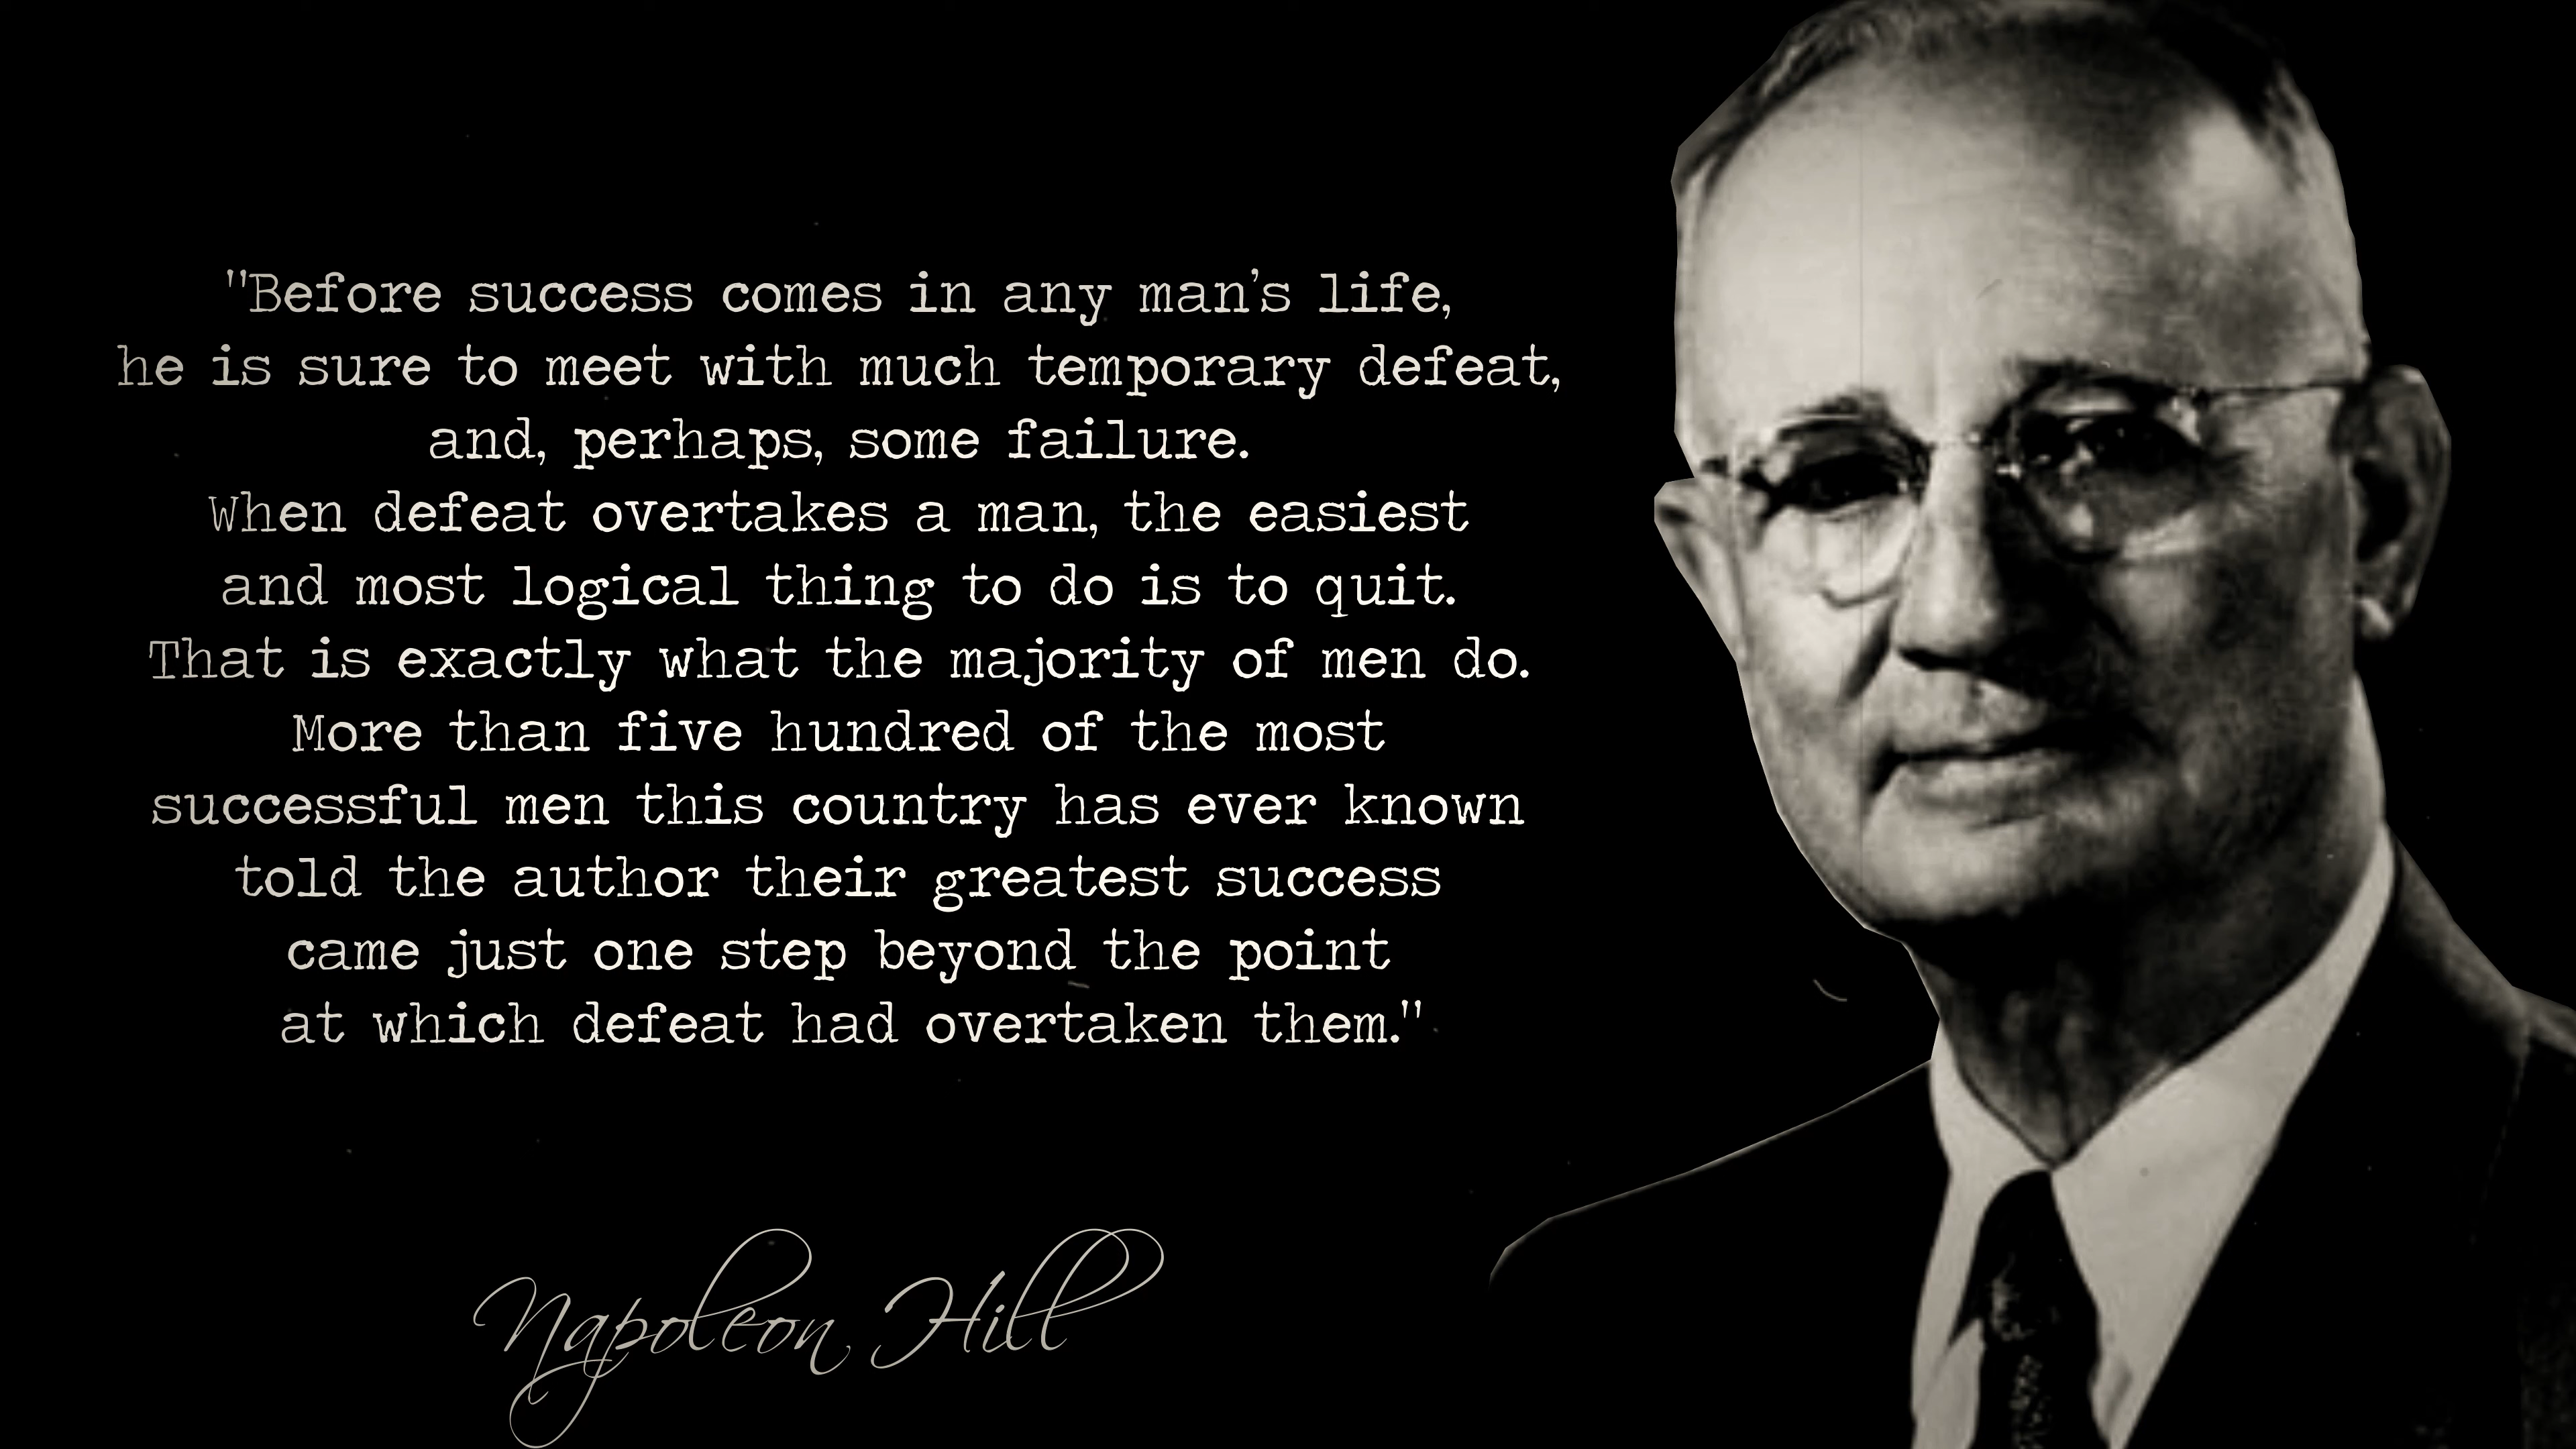 "Before success comes in any man's life,
he is sure to meet with much temporary defeat,
and, perhaps, some failure.
When defeat overtakes a man, the easiest
and most logical thing to do is to quit.
That is exactly what the majority of men do.
More than five hundred of the most
successful men this country has ever known
told the author their greatest success
came just one step beyond the point
at which defeat had overtaken them."
Napoleon Hill